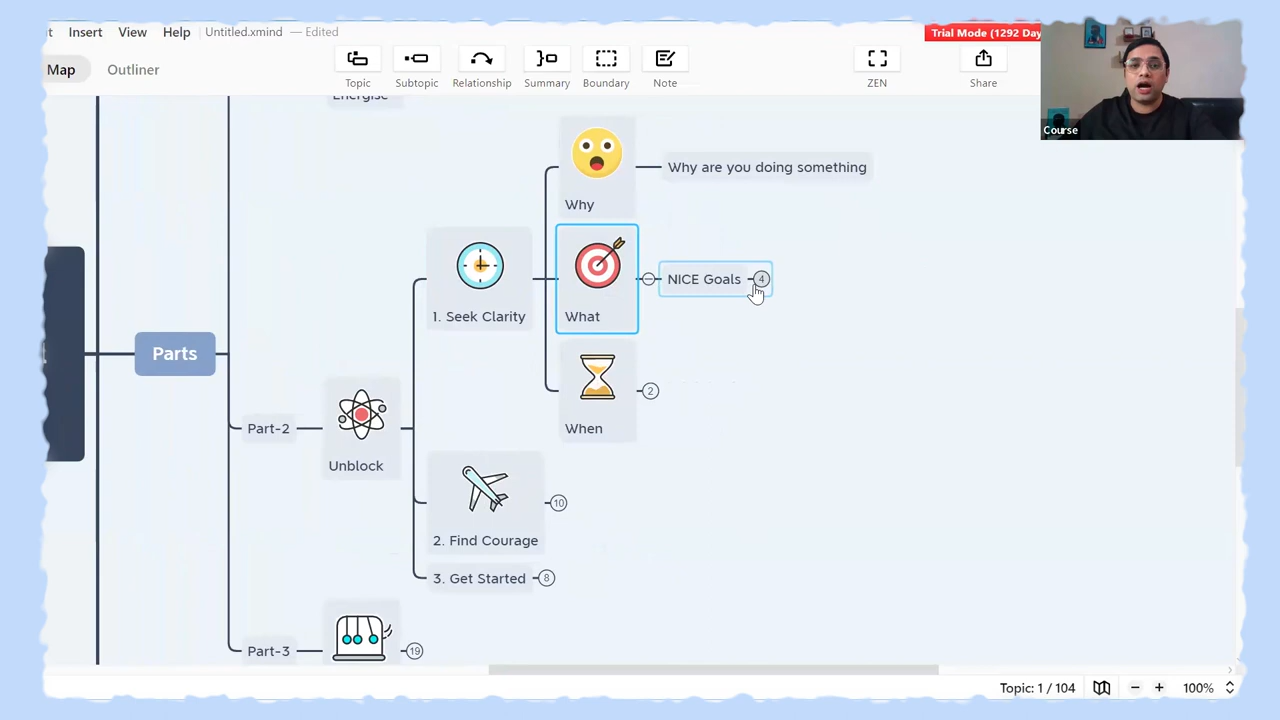 t Insert View Help Untitled.xmind — Edited
Trial Mode (1292 Day
Map Outliner
Topic Subtopic Relationship Summary Boundary Note ZEN Share
Course
Energise
Why
Why are you doing something
What
NICE Goals
4
1. Seek Clarity
When
2
Parts
Part-2
Unblock
2. Find Courage
10
3. Get Started
8
Part-3
19
Topic: 1 / 104
100%